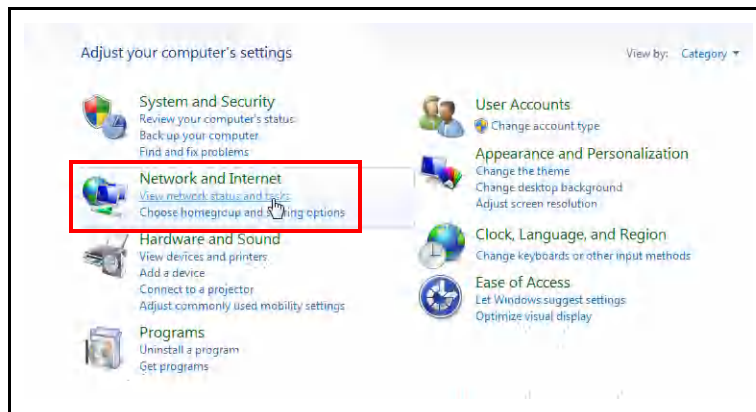 Adjust your computer's settings
View by: Category
System and Security
Review your computer's status
Back up your computer
Find and fix problems
Network and Internet
View network status and tasks
Choose homegroup and sharing options
Hardware and Sound
View devices and printers
Add a device
Connect to a projector
Adjust commonly used mobility settings
Programs
Uninstall a program
Get programs
User Accounts
Change account type
Appearance and Personalization
Change the theme
Change desktop background
Adjust screen resolution
Clock, Language, and Region
Change keyboards or other input methods
Ease of Access
Let Windows suggest settings
Optimize visual display